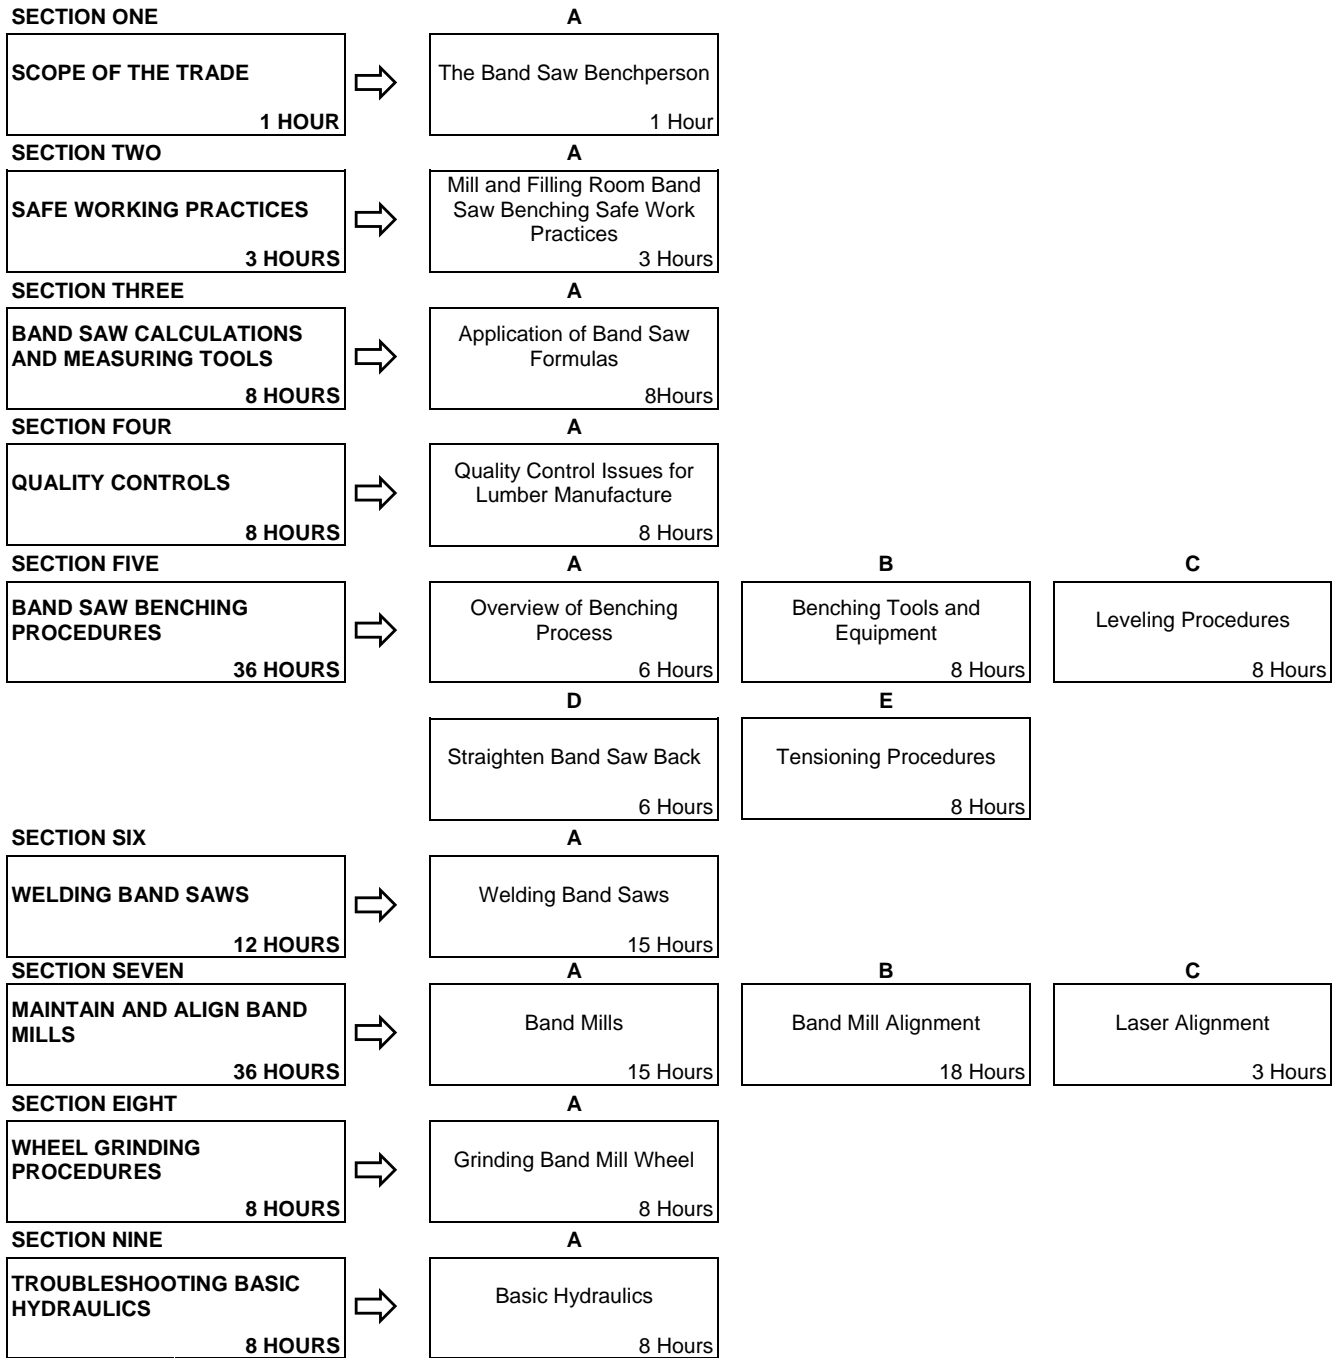 SECTION ONE
A
SCOPE OF THE TRADE
1 HOUR
The Band Saw Benchperson
1 Hour
SECTION TWO
A
SAFE WORKING PRACTICES
3 HOURS
Mill and Filling Room Band
Saw Benching Safe Work
Practices
3 Hours
SECTION THREE
A
BAND SAW CALCULATIONS
AND MEASURING TOOLS
8 HOURS
Application of Band Saw
Formulas
8Hours
SECTION FOUR
A
QUALITY CONTROLS
8 HOURS
Quality Control Issues for
Lumber Manufacture
8 Hours
SECTION FIVE
A
B
C
BAND SAW BENCHING
PROCEDURES
36 HOURS
Overview of Benching
Process
6 Hours
Benching Tools and
Equipment
8 Hours
Leveling Procedures
8 Hours
D
E
Straighten Band Saw Back
6 Hours
Tensioning Procedures
8 Hours
SECTION SIX
A
WELDING BAND SAWS
12 HOURS
Welding Band Saws
15 Hours
SECTION SEVEN
A
B
C
MAINTAIN AND ALIGN BAND
MILLS
36 HOURS
Band Mills
15 Hours
Band Mill Alignment
18 Hours
Laser Alignment
3 Hours
SECTION EIGHT
A
WHEEL GRINDING
PROCEDURES
8 HOURS
Grinding Band Mill Wheel
8 Hours
SECTION NINE
A
TROUBLESHOOTING BASIC
HYDRAULICS
8 HOURS
Basic Hydraulics
8 Hours